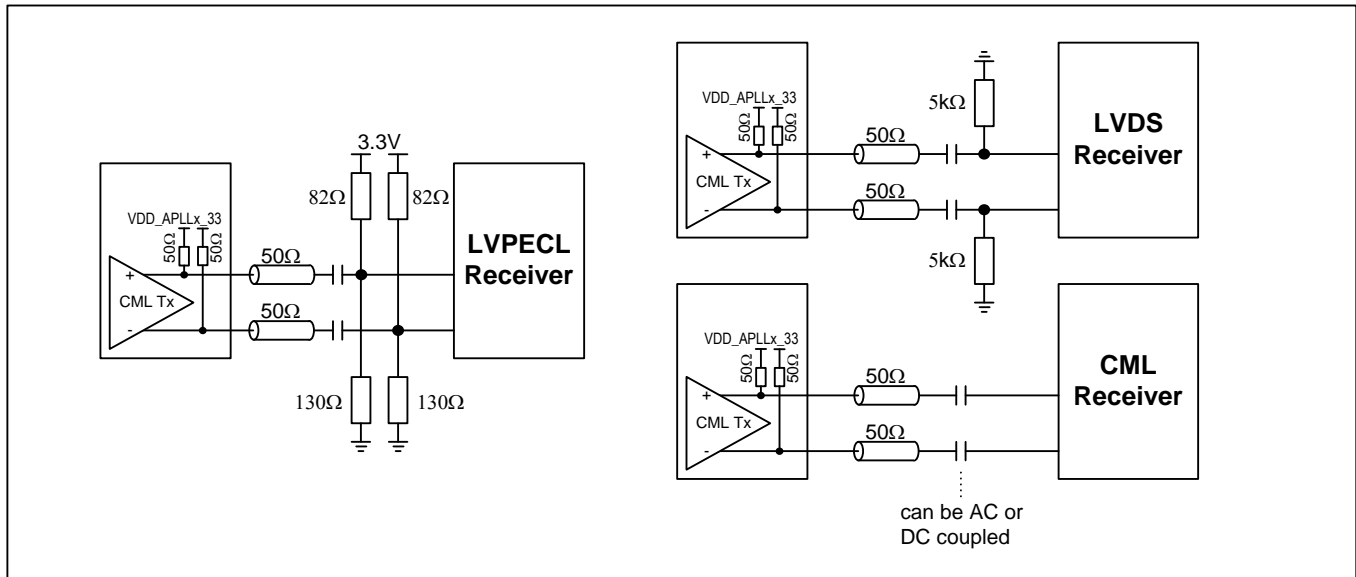 3.3V
82Ω
82Ω
VDD_APLLx_33
50Ω
50Ω
+
CML Tx
-
50Ω
50Ω
LVPECL
Receiver
130Ω
130Ω
VDD_APLLx_33
50Ω
50Ω
+
CML Tx
-
50Ω
50Ω
5kΩ
5kΩ
LVDS
Receiver
VDD_APLLx_33
50Ω
50Ω
+
CML Tx
-
50Ω
50Ω
CML
Receiver
can be AC or
DC coupled